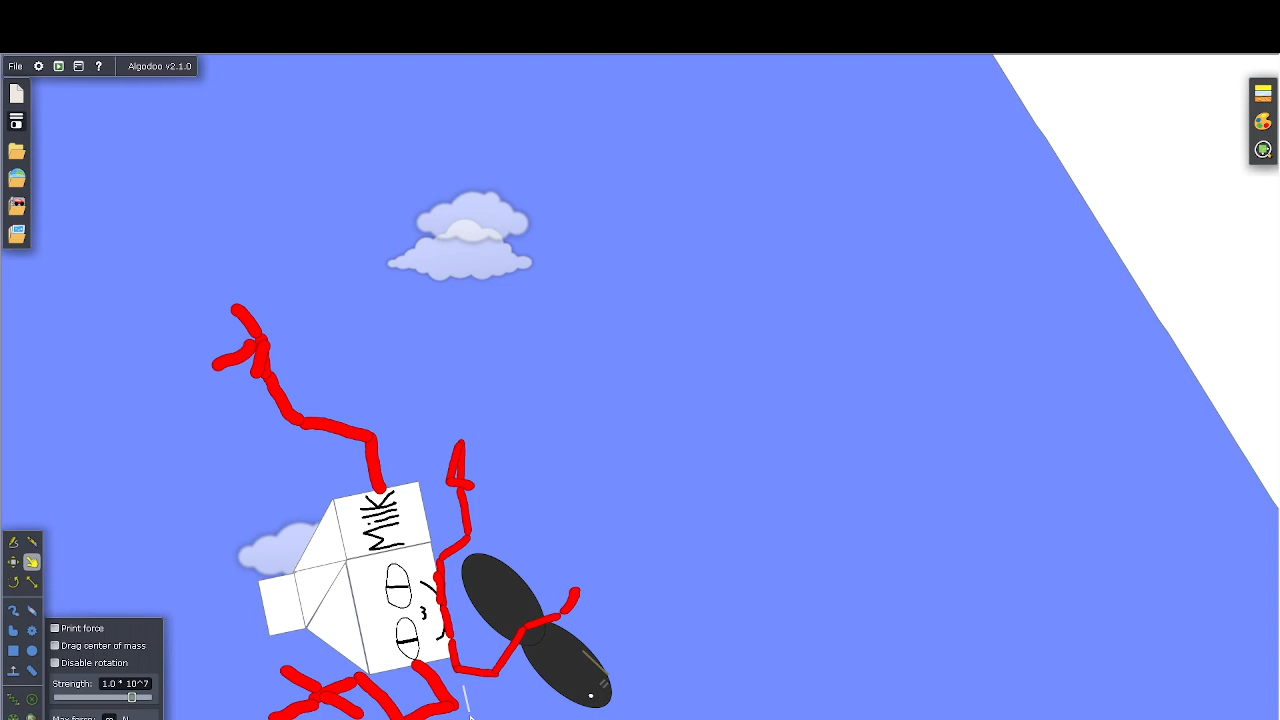 File ? Algodoo v2.1.0
Milk
Print force
Drag center of mass
Disable rotation
Strength: 1.0 * 10^7